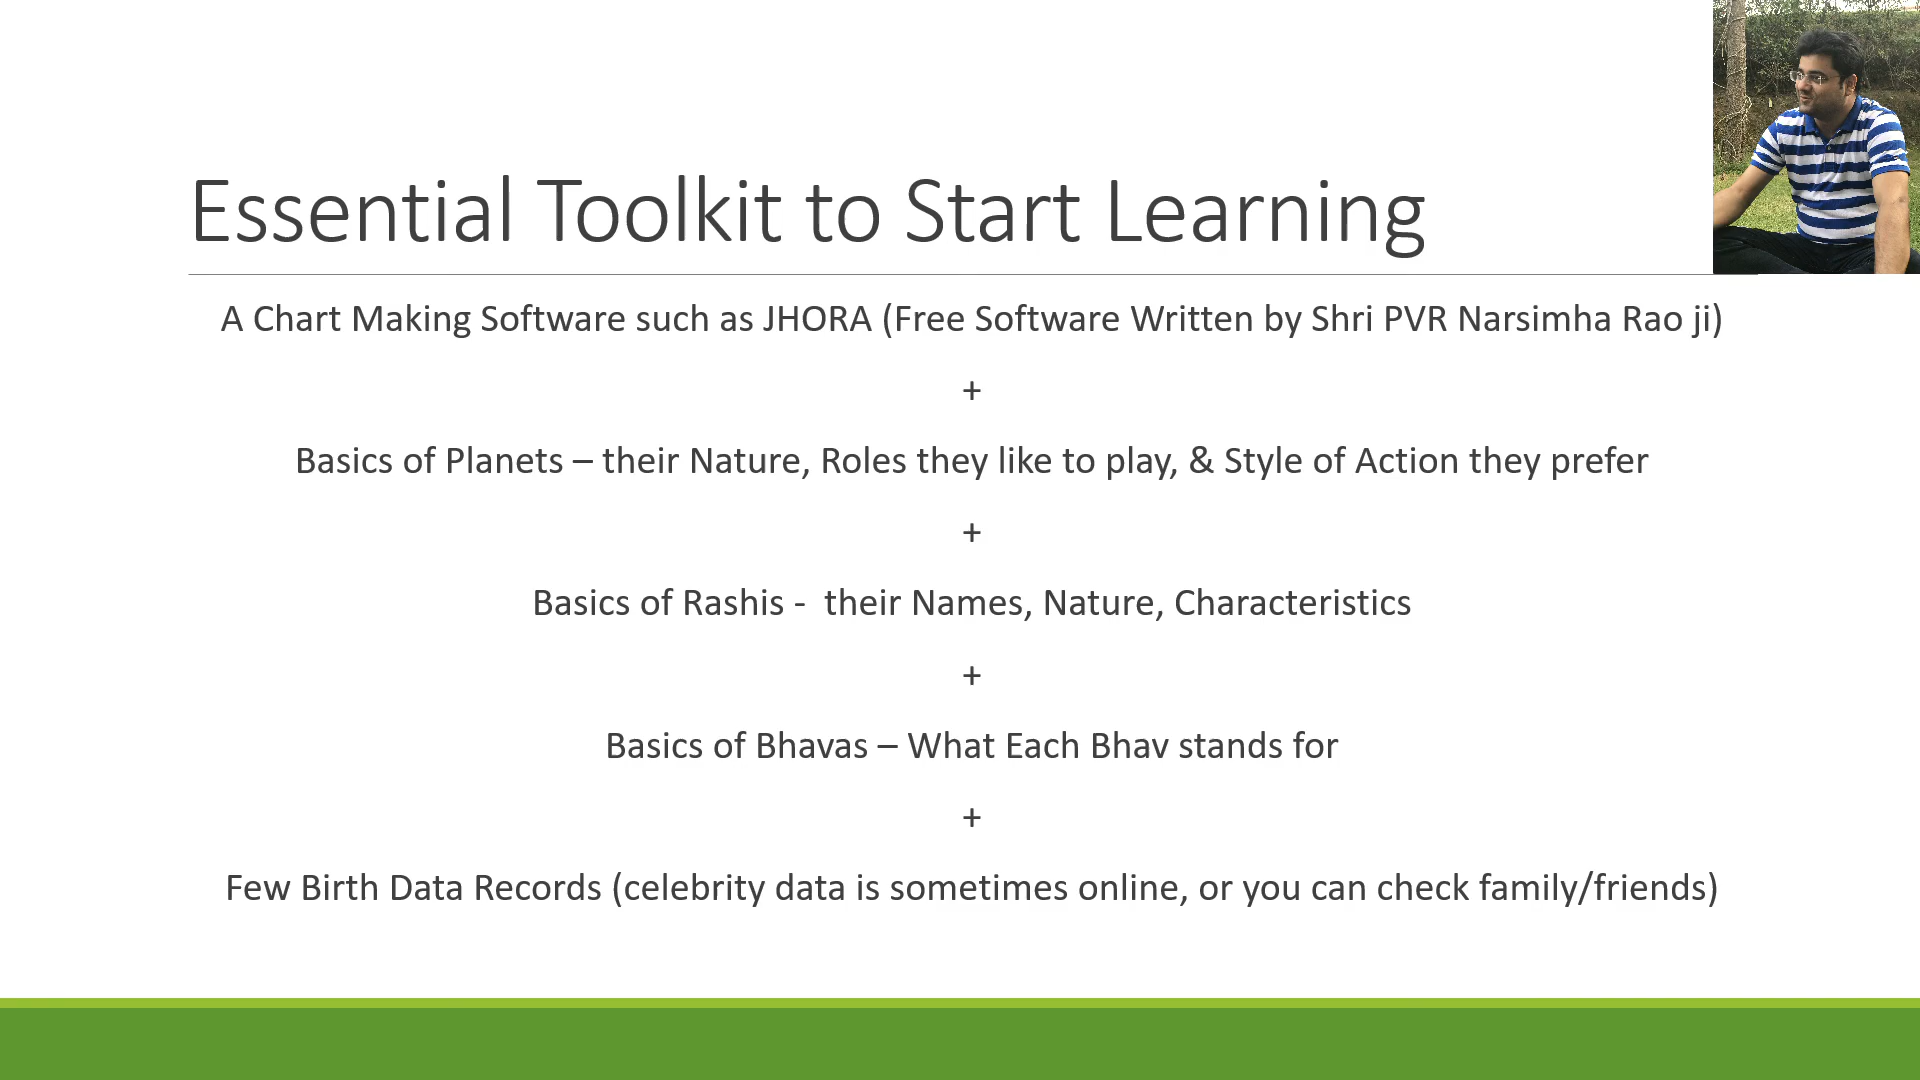 Essential Toolkit to Start Learning
A Chart Making Software such as JHORA (Free Software Written by Shri PVR Narsimha Rao ji)
+
Basics of Planets – their Nature, Roles they like to play, & Style of Action they prefer
+
Basics of Rashis -  their Names, Nature, Characteristics
+
Basics of Bhavas – What Each Bhav stands for
+
Few Birth Data Records (celebrity data is sometimes online, or you can check family/friends)